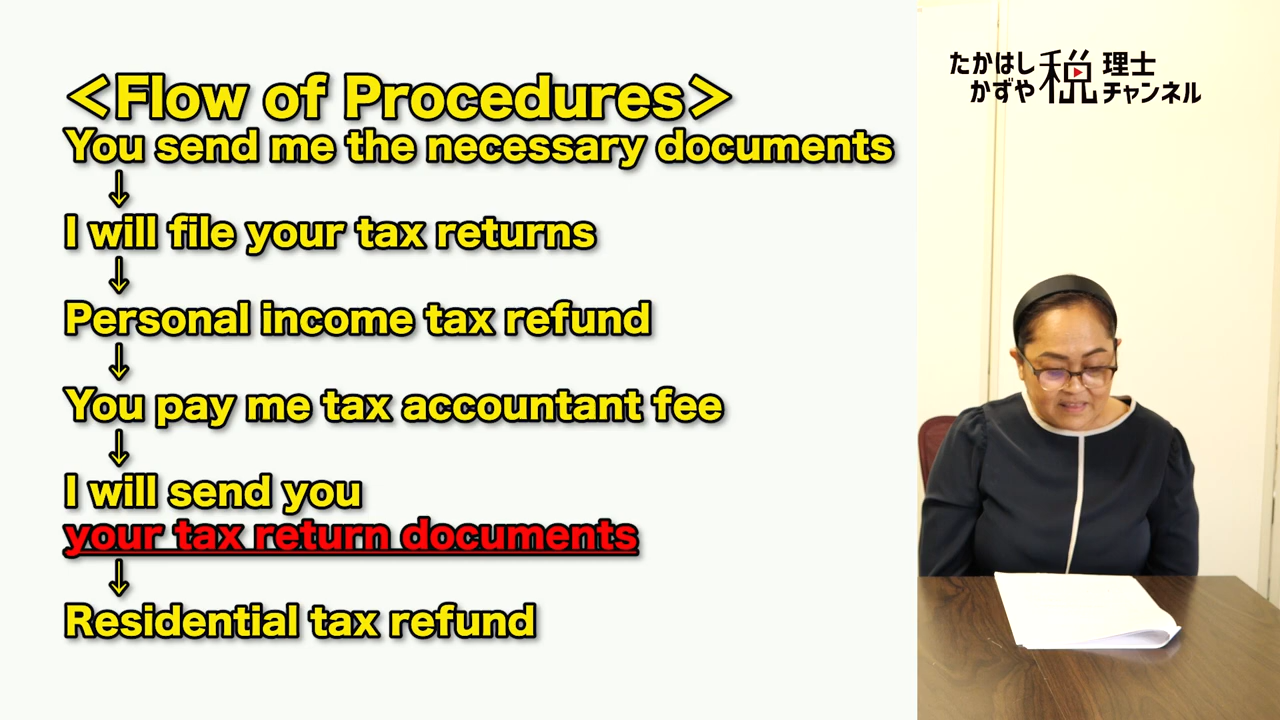 <Flow of Procedures>
You send me the necessary documents
↓
I will file your tax returns
↓
Personal income tax refund
↓
You pay me tax accountant fee
↓
I will send you
your tax return documents
↓
Residential tax refund
たかはし
かずや
税
理士
チャンネル